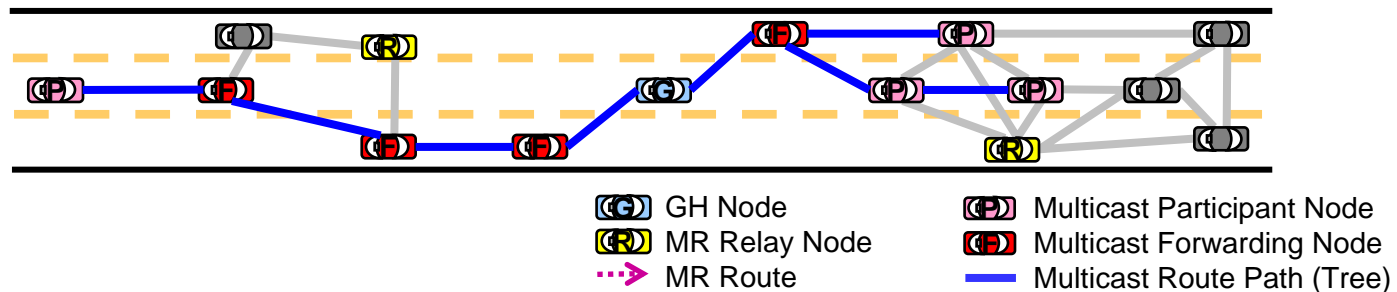 R F P P
P F G P P
F F R
G GH Node P Multicast Participant Node
R MR Relay Node F Multicast Forwarding Node
MR Route Multicast Route Path (Tree)